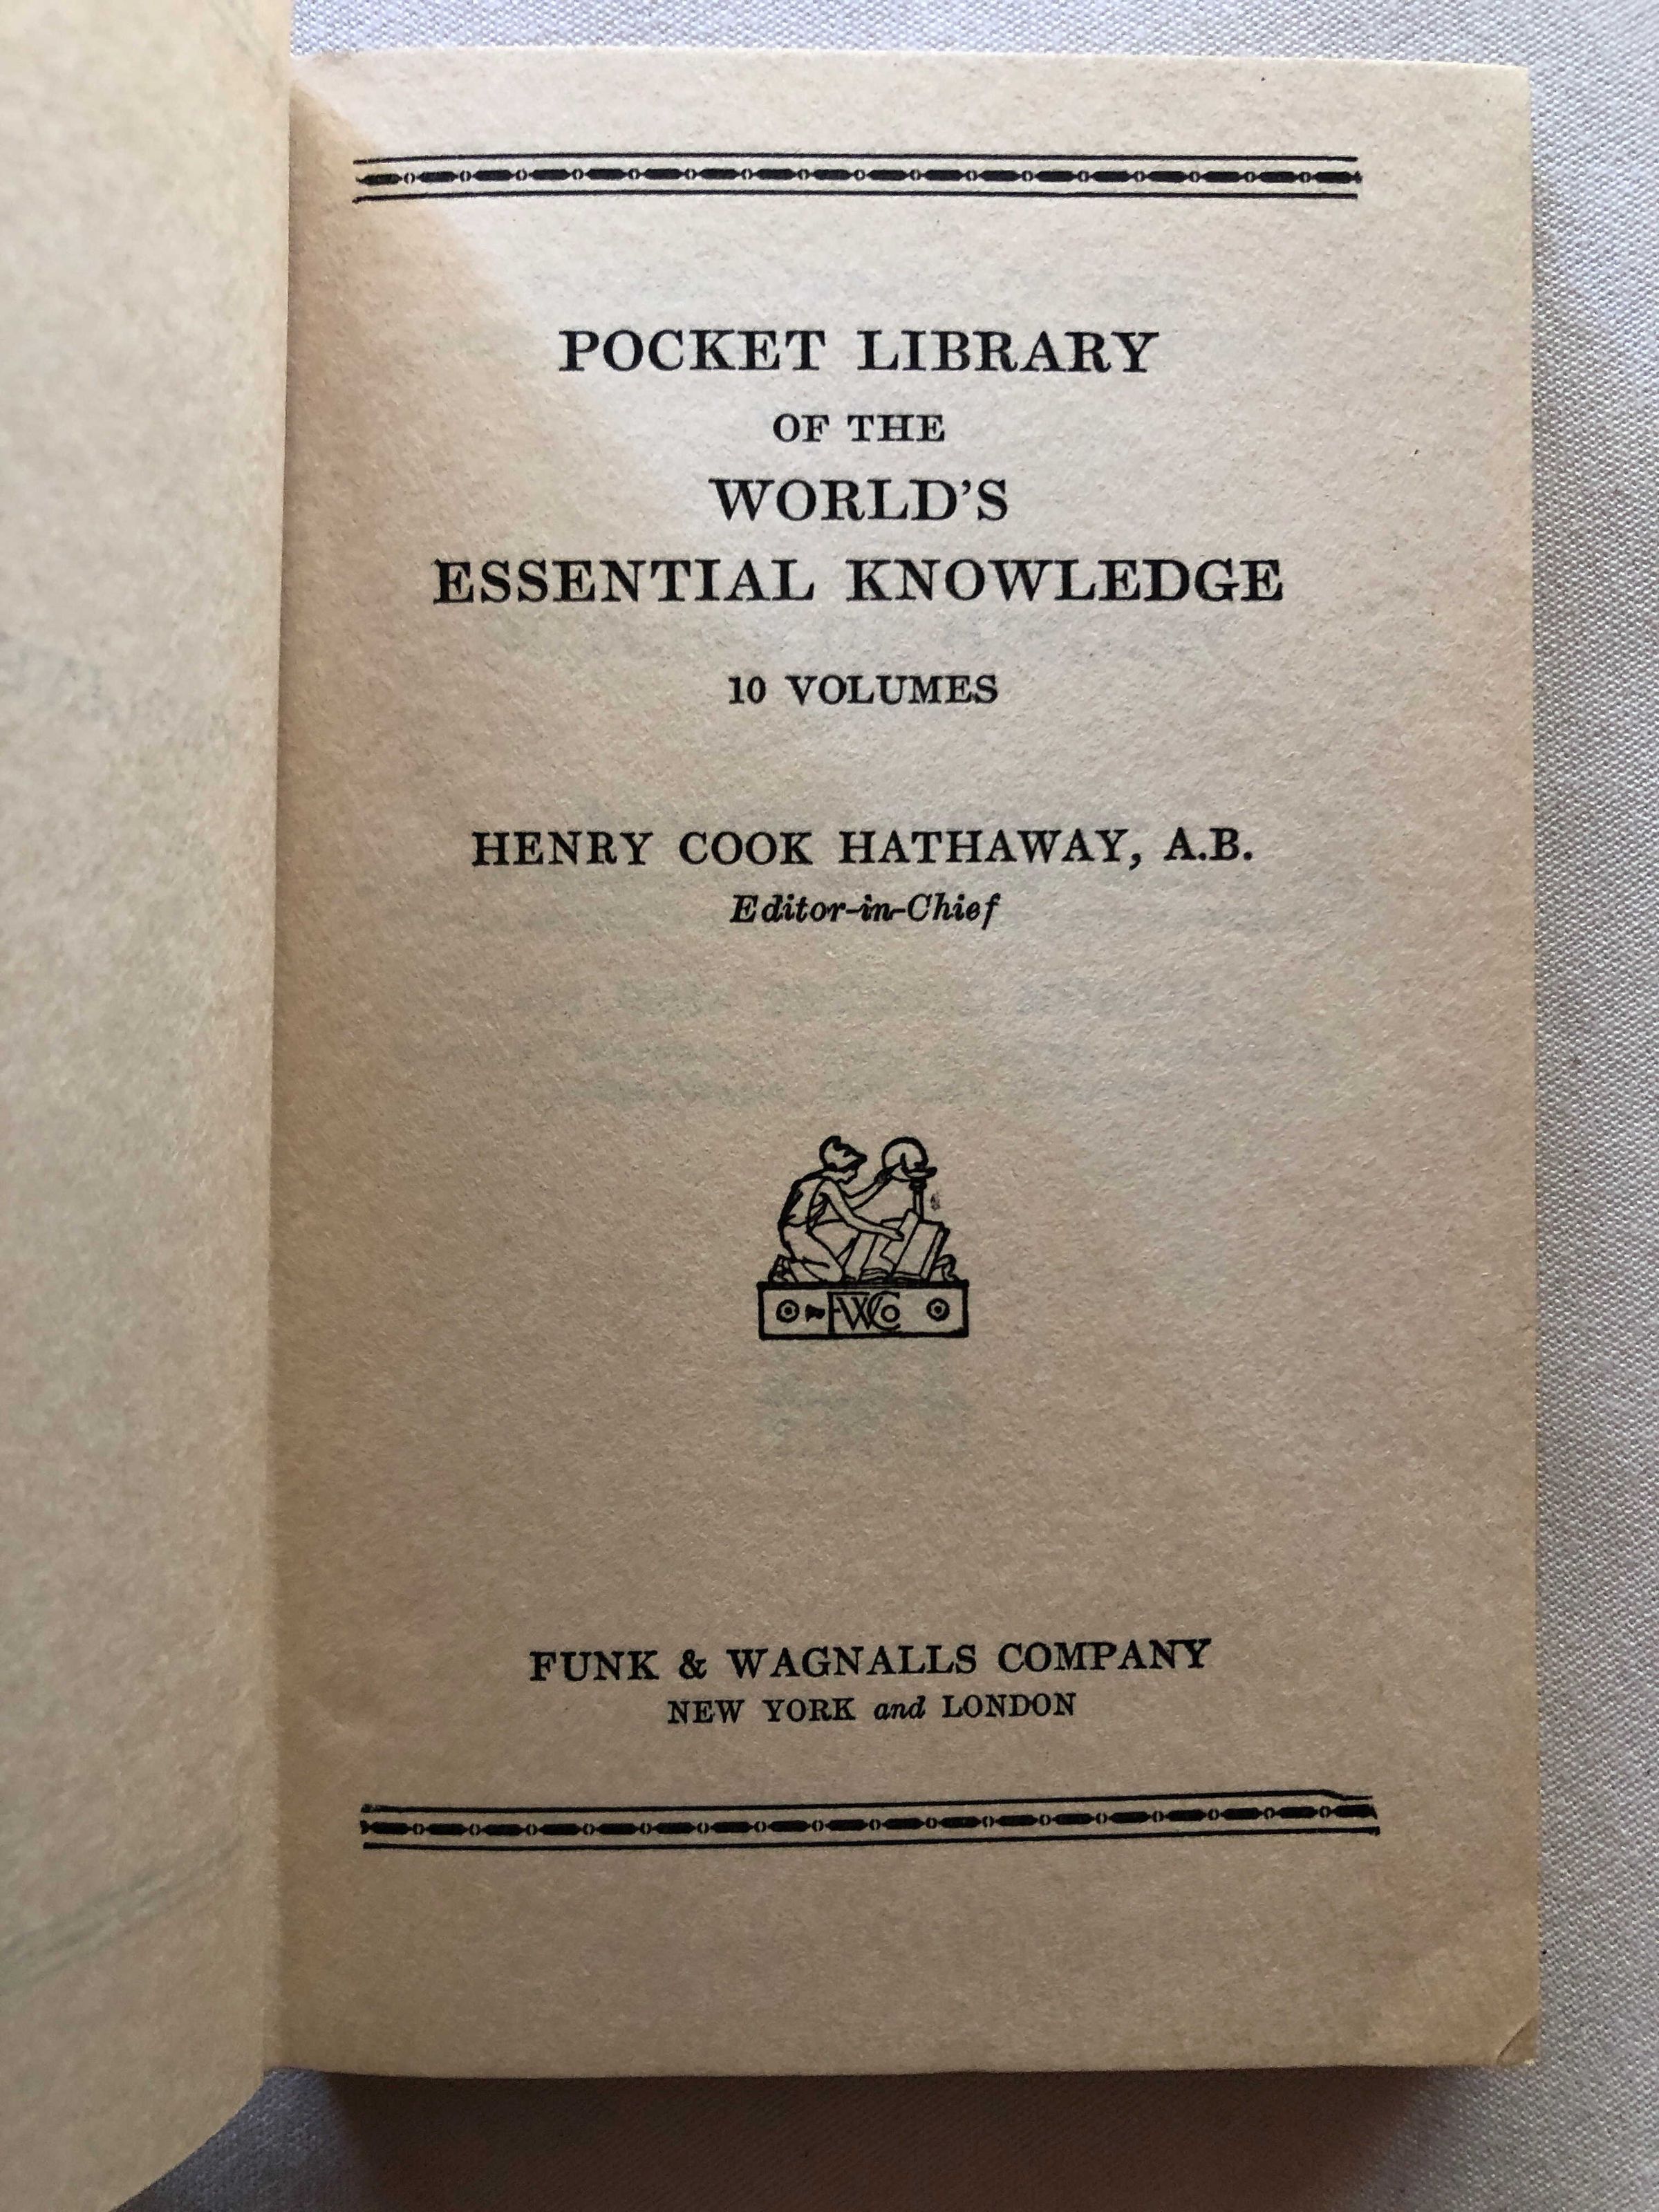 POCKET LIBRARY
OF THE
WORLD'S
ESSENTIAL KNOWLEDGE
10 VOLUMES
HENRY COOK HATHAWAY, A.B.
Editor-in-Chief
FWCo
FUNK & WAGNALLS COMPANY
NEW YORK and LONDON